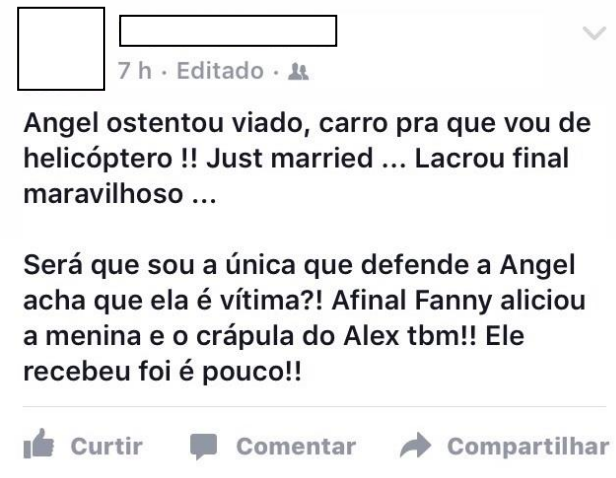 7 h · Editado ·
Angel ostentou viado, carro pra que vou de
helicóptero !! Just married ... Lacrou final
maravilhoso ...
Será que sou a única que defende a Angel
acha que ela é vítima?! Afinal Fanny aliciou
a menina e o crápula do Alex tbm!! Ele
recebeu foi é pouco!!
Curtir Comentar Compartilhar